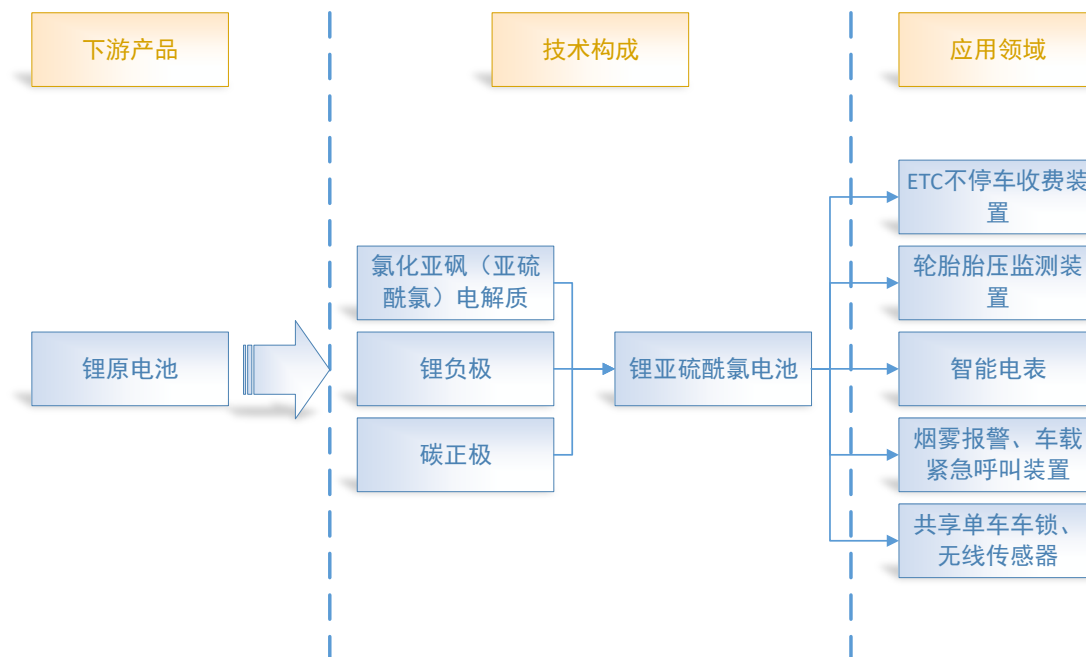 下游产品
技术构成
应用领域
ETC不停车收费装
置
氯化亚砜（亚硫
酰氯）电解质
轮胎胎压监测装
置
锂原电池
锂负极
锂亚硫酰氯电池
智能电表
碳正极
烟雾报警、车载
紧急呼叫装置
共享单车车锁、
无线传感器